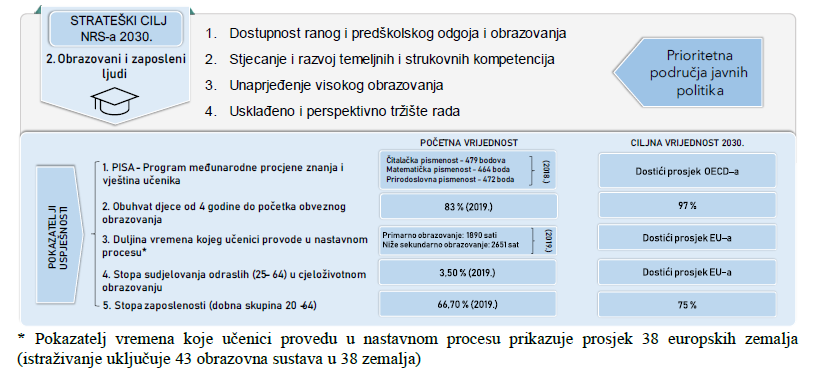 STRATEŠKI CILJ
NRS-a 2030.
2. Obrazovani i zaposleni
ljudi
1. Dostupnost ranog i predškolskog odgoja i obrazovanja
2. Stjecanje i razvoj temeljnih i strukovnih kompetencija
3. Unaprjeđenje visokog obrazovanja
4. Usklađeno i perspektivno tržište rada
Prioritetna
područja javnih
politika
POKAZATELJI
USPJEŠNOSTI
POČETNA VRIJEDNOST
CILJNA VRIJEDNOST 2030.
1. PISA - Program međunarodne procjene znanja i
vještina učenika
Čitalačka pismenost – 479 bodova
Matematička pismenost – 464 boda
Prirodoslovna pismenost – 472 boda
(2018.)
Dostići prosjek OECD–a
2. Obuhvat djece od 4 godine do početka obveznog
obrazovanja
83 % (2019.)
97 %
3. Duljina vremena kojeg učenici provode u nastavnom
procesu*
Primarno obrazovanje: 1890 sati
Niže sekundarno obrazovanje: 2651 sat
(2019.)
Dostići prosjek EU–a
4. Stopa sudjelovanja odraslih (25- 64) u cjeloživotnom
obrazovanju
3,50 % (2019.)
Dostići prosjek EU–a
5. Stopa zaposlenosti (dobna skupina 20 -64)
66,70 % (2019.)
75 %
* Pokazatelj vremena koje učenici provedu u nastavnom procesu prikazuje prosjek 38 europskih zemalja
(istraživanje uključuje 43 obrazovna sustava u 38 zemalja)